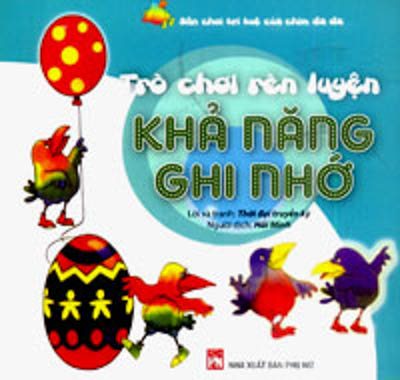 Sân chơi trí tuệ của chim đa đa
Trò chơi rèn luyện
KHẢ NĂNG
GHI NHỚ
Lời và tranh: Thời đại truyền kỳ
Người dịch: Hải Minh
NHÀ XUẤT BẢN PHỤ NỮ